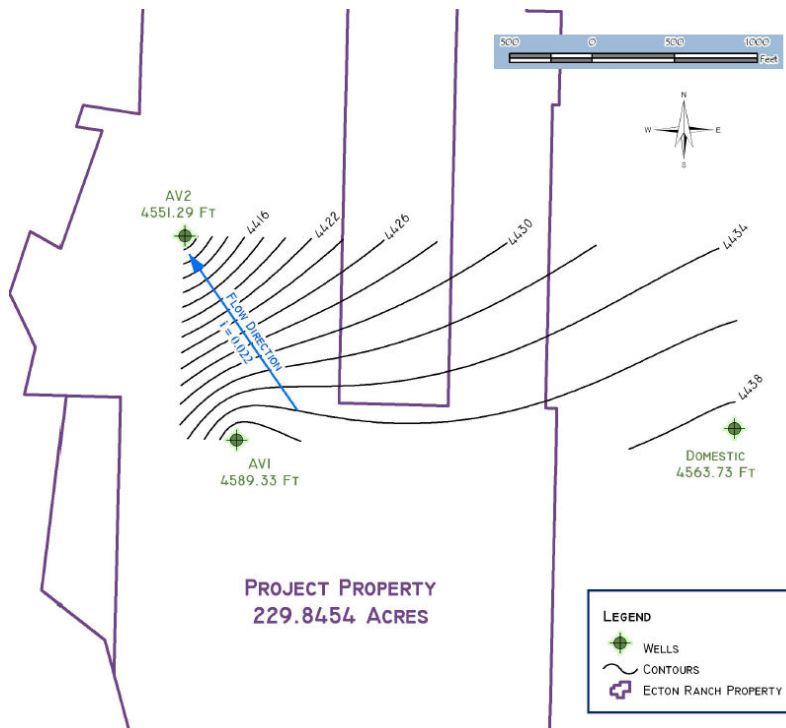 500 0 500 1000
Feet
N
W E
S
AV2
4551.29 FT
4416
4422
4426
4430
4434
4438
FLOW DIRECTION
i = 0.022
AV1
4589.33 FT
DOMESTIC
4563.73 FT
PROJECT PROPERTY
229.8454 ACRES
LEGEND
WELLS
CONTOURS
ECTON RANCH PROPERTY